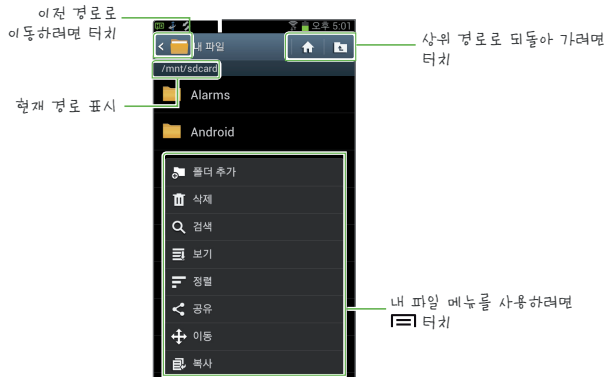 이전 경로로
이동하려면 터치
오후 5:01
내 파일
상위 경로로 되돌아 가려면
터치
/mnt/sdcard
현재 경로 표시
Alarms
Android
폴더 추가
삭제
검색
보기
정렬
공유
이동
복사
내 파일 메뉴를 사용하려면
터치